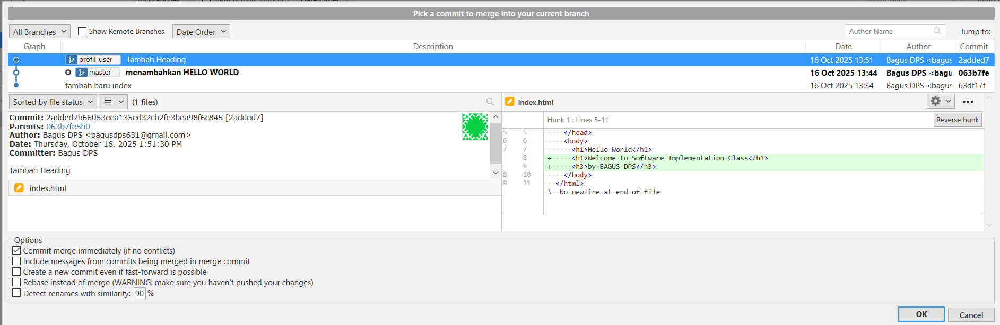 Pick a commit to merge into your current branch
All Branches Show Remote Branches Date Order Author Name Jump to:
Graph Description Date Author Commit
profil-user Tambah Heading 16 Oct 2025 13:51 Bagus DPS <bagus 2added7
master menambahkan HELLO WORLD 16 Oct 2025 13:44 Bagus DPS <bagu 063b7fe
tambah baru index 16 Oct 2025 13:34 Bagus DPS <bagus 63df17f
Sorted by file status (1 files)
Commit: 2added7b66053eea135ed32cb2fe3bea98f6c845 [2added7]
Parents: 063b7fe5b0
Author: Bagus DPS <bagusdps631@gmail.com>
Date: Thursday, October 16, 2025 1:51:30 PM
Committer: Bagus DPS
Tambah Heading
index.html
index.html
Hunk 1 : Lines 5-11 Reverse hunk
5 5 </head>
6 6 <body>
7 7 <h1>Hello World</h1>
8 + <h1>Welcome to Software Implementation Class</h1>
9 + <h3>by BAGUS DPS</h3>
8 10 </body>
9 11 </html>
\ No newline at end of file
Options
Commit merge immediately (if no conflicts)
Include messages from commits being merged in merge commit
Create a new commit even if fast-forward is possible
Rebase instead of merge (WARNING: make sure you haven't pushed your changes)
Detect renames with similarity: 90 %
OK Cancel